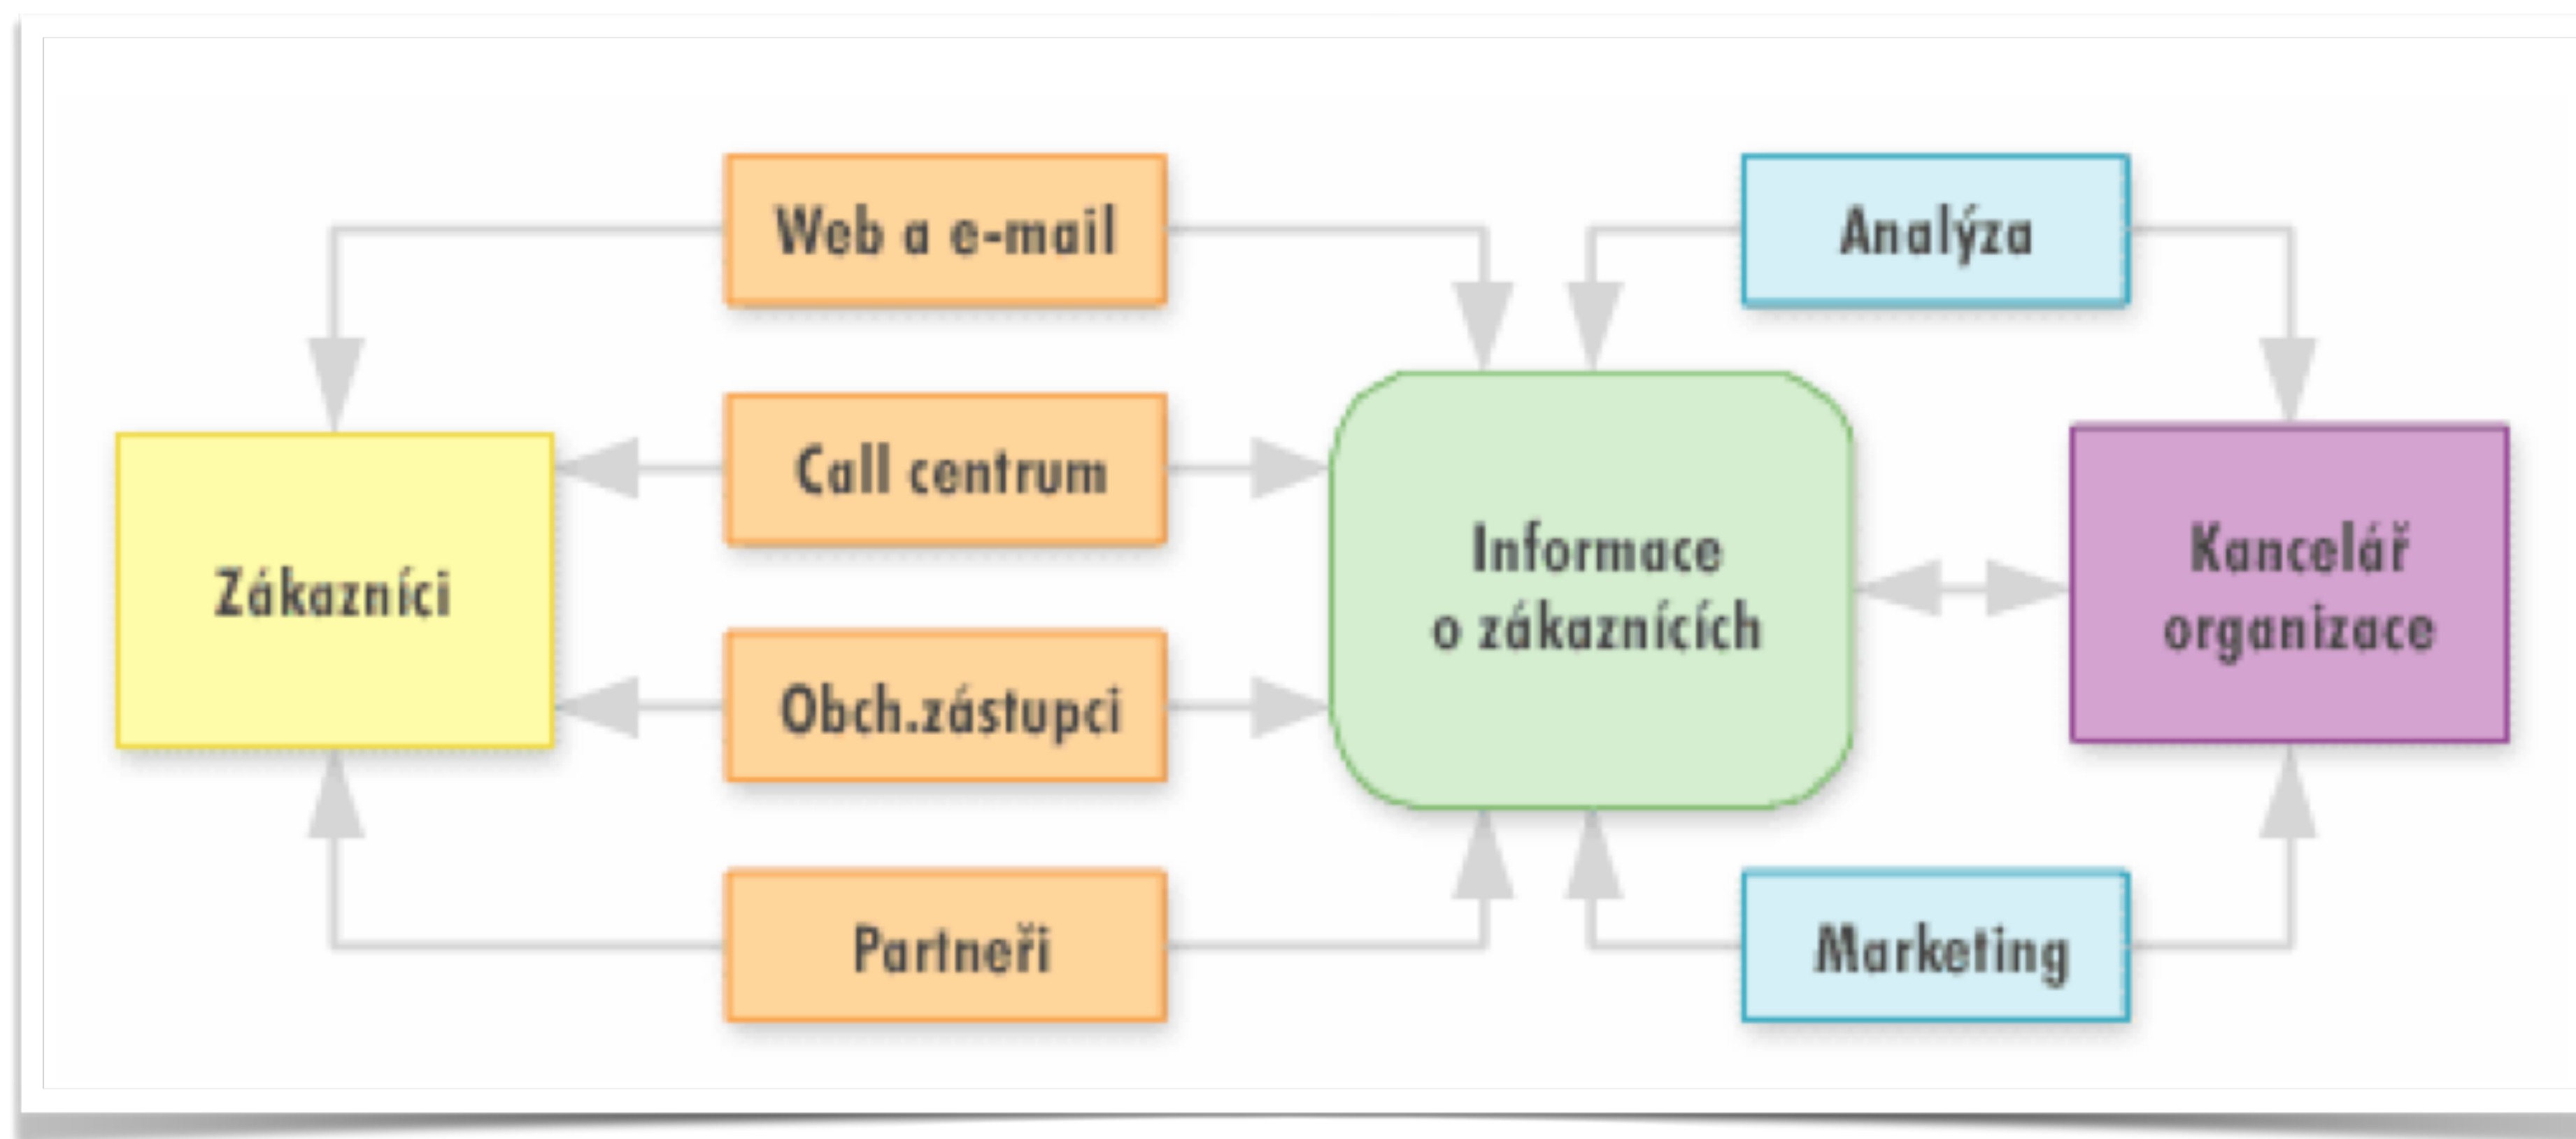 Web a e-mail
Analýza
Call centrum
Zákazníci
Informace
o zákaznících
Kancelář
organizace
Obch.zástupci
Partneři
Marketing